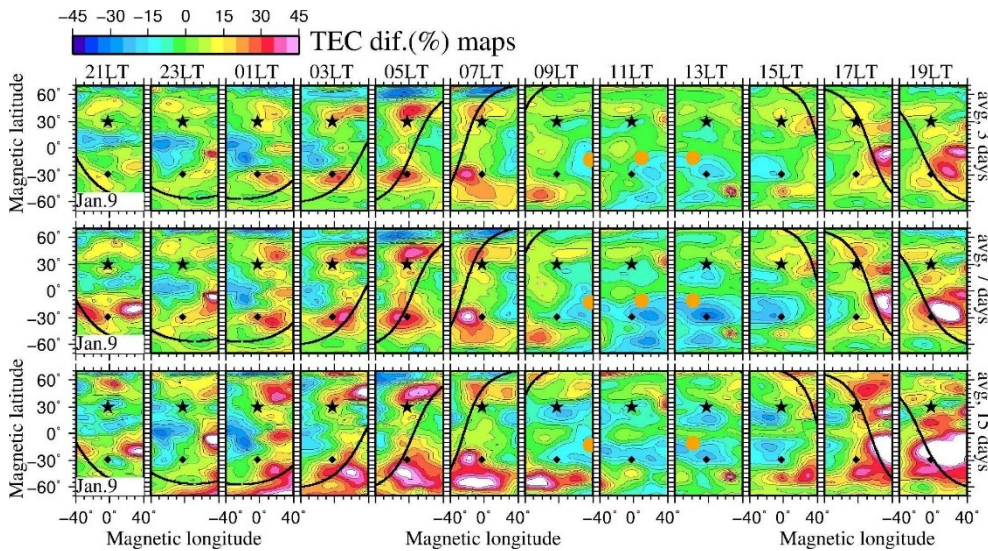 −45 −30 −15 0 15 30 45
TEC dif.(%) maps
21LT 23LT 01LT 03LT 05LT 07LT 09LT 11LT 13LT 15LT 17LT 19LT
Magnetic latitude
60°
30°
0°
−30°
−60°
Jan.9
avg. 3 days
Magnetic latitude
60°
30°
0°
−30°
−60°
Jan.9
avg. 7 days
Magnetic latitude
60°
30°
0°
−30°
−60°
Jan.9
avg. 15 days
−40° 0° 40° −40° 0° 40° −40° 0° 40° −40° 0° 40°
Magnetic longitude Magnetic longitude Magnetic longitude